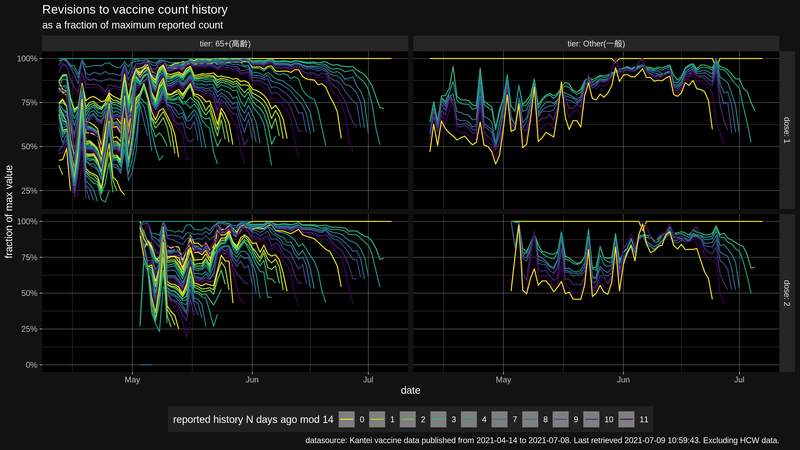 Revisions to vaccine count history
as a fraction of maximum reported count
tier: 65+(高齢)
tier: Other(一般)
100%
75%
50%
25%
dose: 1
fraction of max value
100%
75%
50%
25%
0%
dose: 2
May
Jun
Jul
May
Jun
Jul
date
reported history N days ago mod 14 0 1 2 3 4 7 8 9 10 11
datasource: Kantei vaccine data published from 2021-04-14 to 2021-07-08. Last retrieved 2021-07-09 10:59:43. Excluding HCW data.